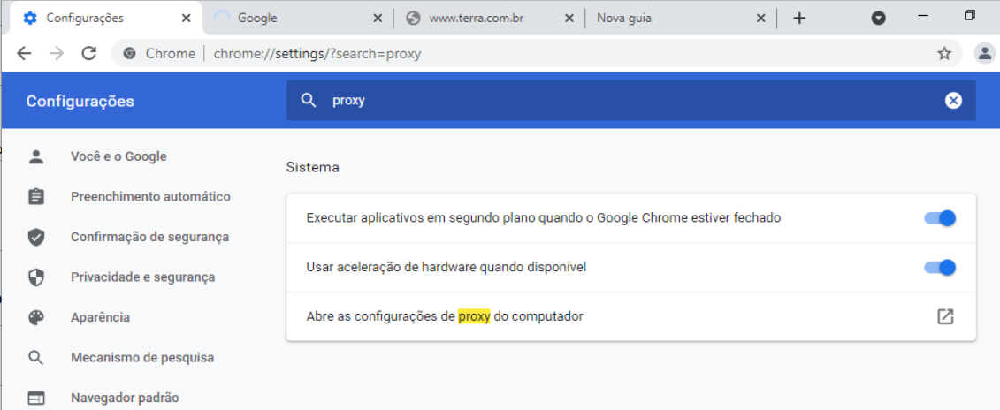 Configurações
Google
www.terra.com.br
Nova guia
Chrome | chrome://settings/?search=proxy
Configurações
proxy
Você e o Google
Preenchimento automático
Confirmação de segurança
Privacidade e segurança
Aparência
Mecanismo de pesquisa
Navegador padrão
Sistema
Executar aplicativos em segundo plano quando o Google Chrome estiver fechado
Usar aceleração de hardware quando disponível
Abre as configurações de proxy do computador